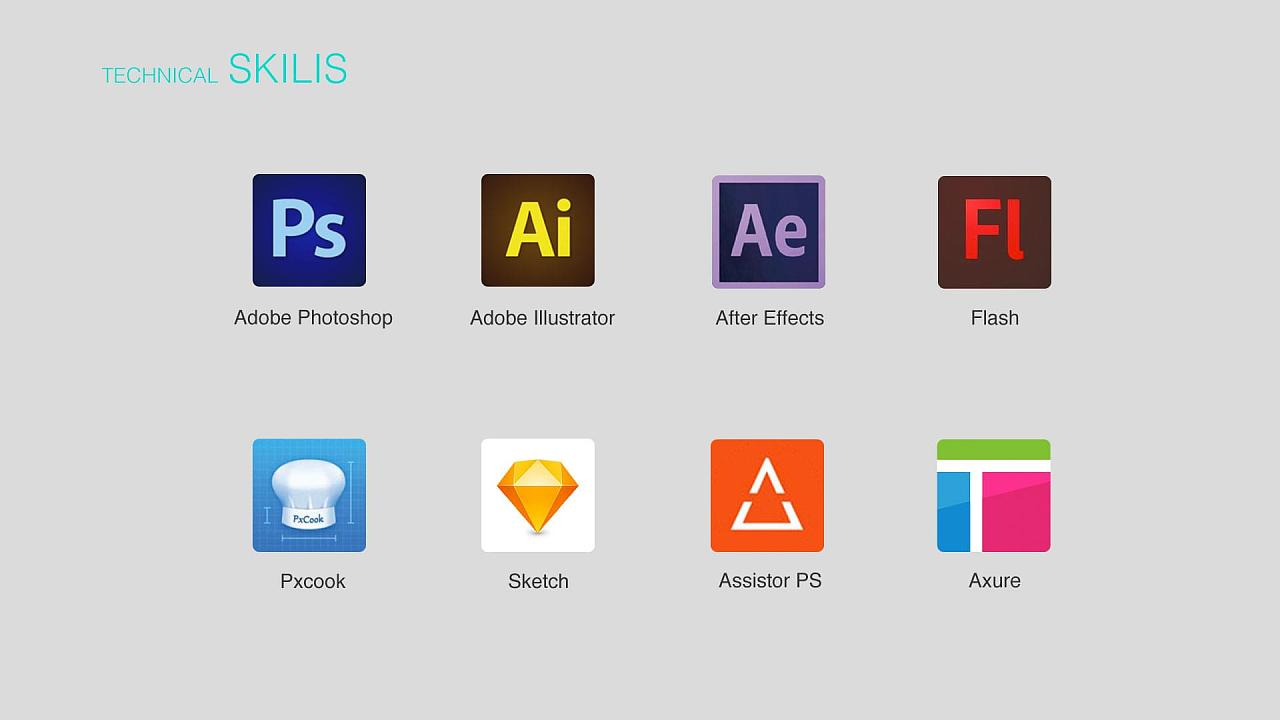 TECHNICAL SKILIS
Ps
Ai
Ae
Fl
Adobe Photoshop
Adobe Illustrator
After Effects
Flash
PxCook
Pxcook
Sketch
Assistor PS
Axure